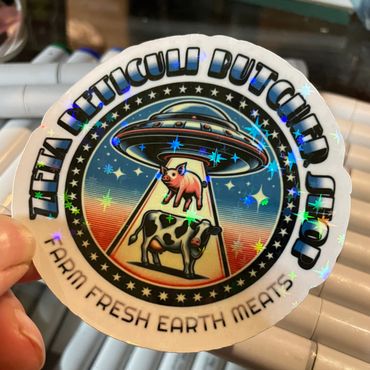 ZETA RETICULI BUTCHER SHOP
FARM FRESH EARTH MEATS